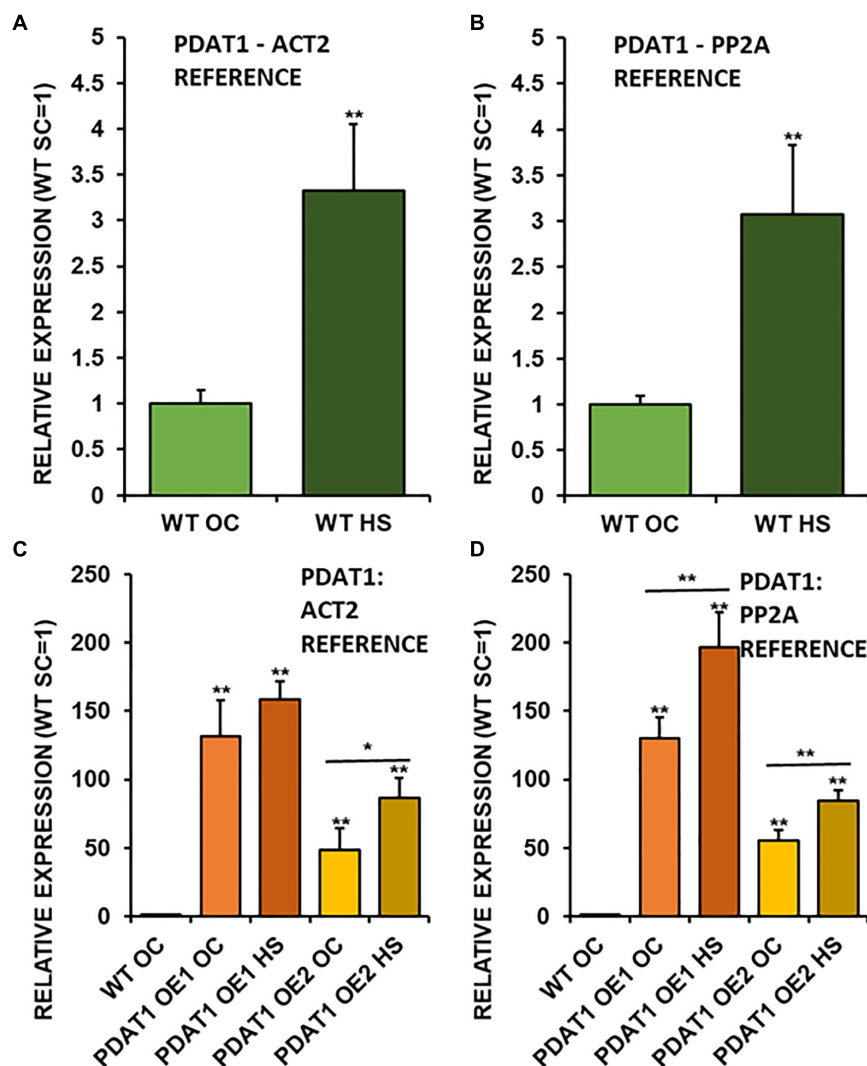 A
PDAT1 - ACT2
REFERENCE
RELATIVE EXPRESSION (WT SC=1)
5
4.5
4
3.5
3
2.5
2
1.5
1
0.5
0
**
WT OC
WT HS
B
PDAT1 - PP2A
REFERENCE
RELATIVE EXPRESSION (WT SC=1)
5
4.5
4
3.5
3
2.5
2
1.5
1
0.5
0
**
WT OC
WT HS
C
PDAT1:
ACT2
REFERENCE
RELATIVE EXPRESSION (WT SC=1)
250
200
150
100
50
0
**
**
*
**
**
WT OC
PDAT1 OE1 OC
PDAT1 OE1 HS
PDAT1 OE2 OC
PDAT1 OE2 HS
D
PDAT1:
PP2A
REFERENCE
RELATIVE EXPRESSION (WT SC=1)
250
200
150
100
50
0
**
**
**
**
**
**
WT OC
PDAT1 OE1 OC
PDAT1 OE1 HS
PDAT1 OE2 OC
PDAT1 OE2 HS